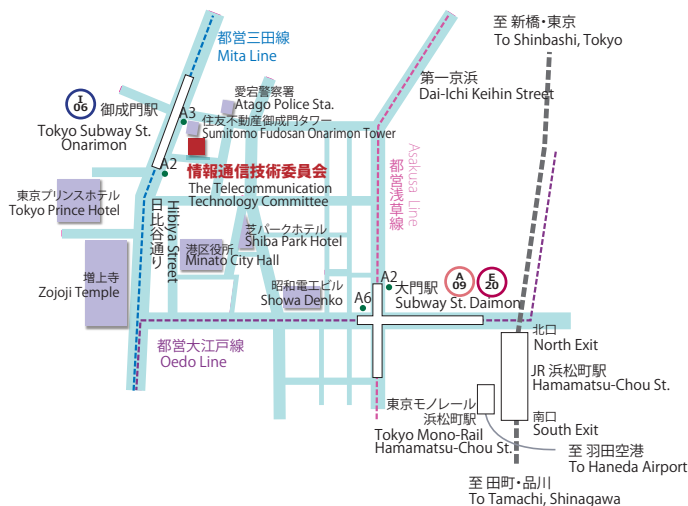 至 新橋・東京
To Shinbashi, Tokyo
都営三田線
Mita Line
第一京浜
Dai-Ichi Keihin Street
I
06
御成門駅
Tokyo Subway St.
Onarimon
A3
愛宕警察署
Atago Police Sta.
住友不動産御成門タワー
Sumitomo Fudosan Onarimon Tower
A2
情報通信技術委員会
The Telecommunication
Technology Committee
Asakusa Line
都営浅草線
東京プリンスホテル
Tokyo Prince Hotel
日比谷通り
Hibiya Street
芝パークホテル
Shiba Park Hotel
港区役所
Minato City Hall
増上寺
Zojoji Temple
昭和電工ビル
Showa Denko
A6
A2
大門駅
Subway St. Daimon
A
09
E
20
都営大江戸線
Oedo Line
北口
North Exit
JR 浜松町駅
Hamamatsu-Chou St.
東京モノレール
浜松町駅
Tokyo Mono-Rail
Hamamatsu-Chou St.
南口
South Exit
至 羽田空港
To Haneda Airport
至 田町・品川
To Tamachi, Shinagawa